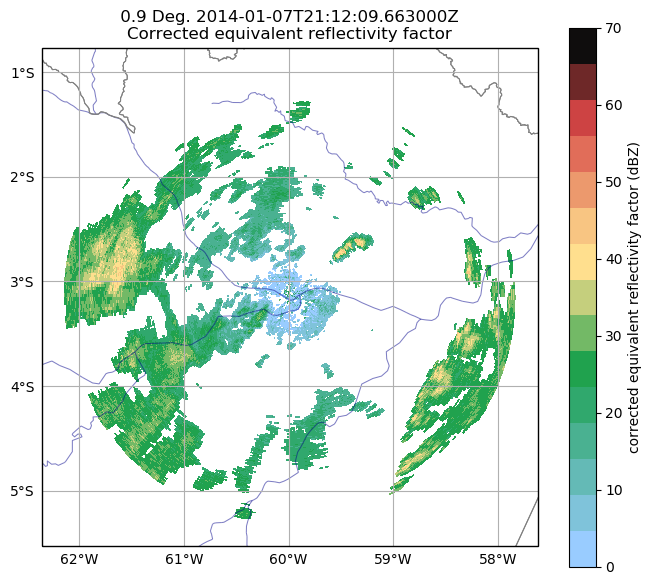 0.9 Deg. 2014-01-07T21:12:09.663000Z
Corrected equivalent reflectivity factor
1°S
2°S
3°S
4°S
5°S
62°W 61°W 60°W 59°W 58°W
70
60
50
40
30
20
10
0
corrected equivalent reflectivity factor (dBZ)